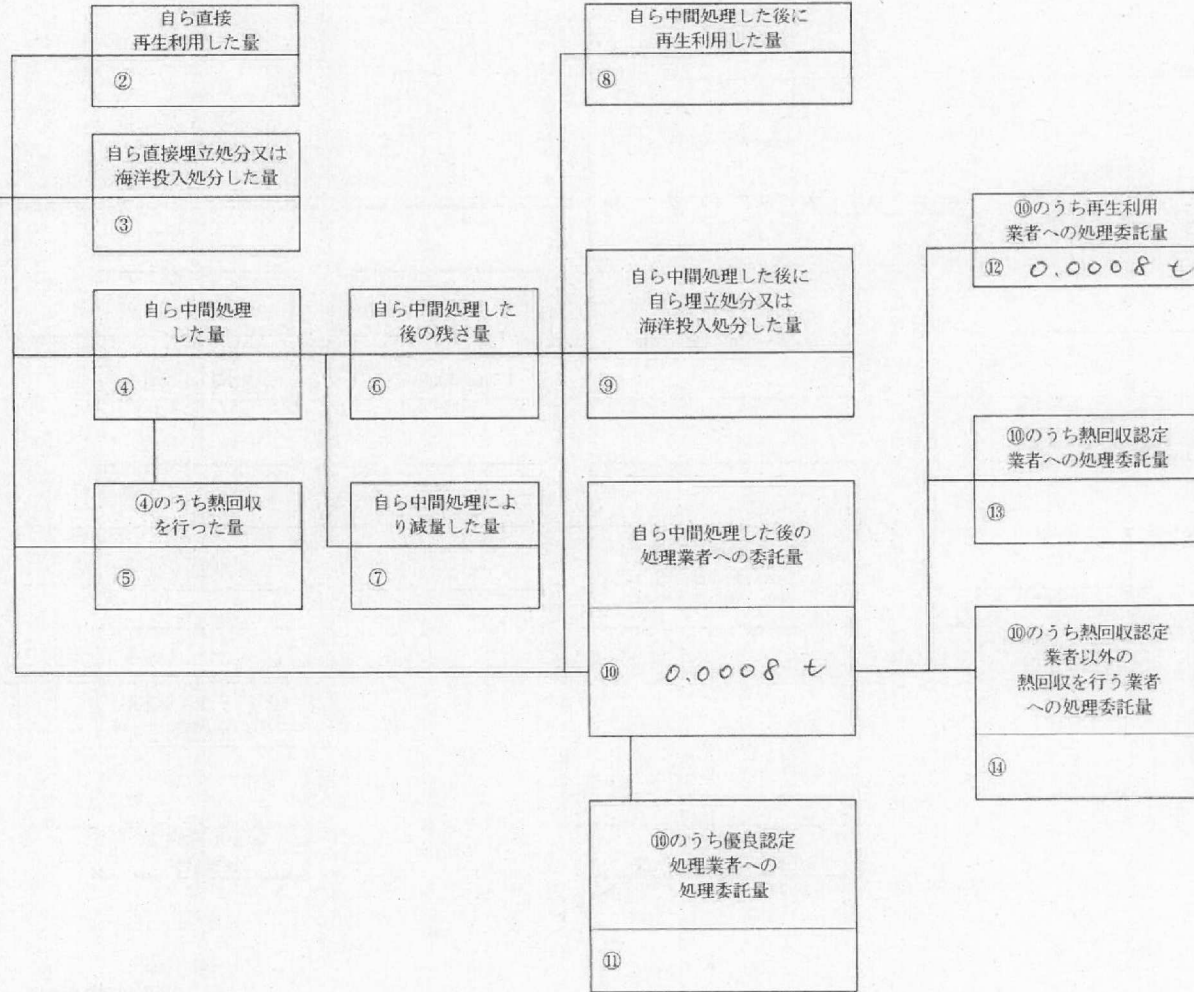 自ら直接
再生利用した量
②
自ら直接埋立処分又は
海洋投入処分した量
③
自ら中間処理
した量
④
④のうち熱回収
を行った量
⑤
自ら中間処理した
後の残さ量
⑥
自ら中間処理によ
り減量した量
⑦
自ら中間処理した後に
再生利用した量
⑧
自ら中間処理した後に
自ら埋立処分又は
海洋投入処分した量
⑨
自ら中間処理した後の
処理業者への委託量
⑩ 0.0008 t
⑩のうち優良認定
処理業者への
処理委託量
⑪
⑩のうち再生利用
業者への処理委託量
⑫ 0.0008 t
⑩のうち熱回収認定
業者への処理委託量
⑬
⑩のうち熱回収認定
業者以外の
熱回収を行う業者
への処理委託量
⑭